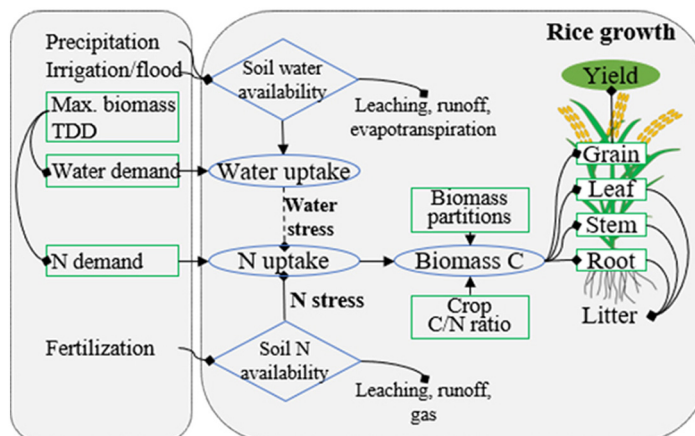 Rice growth
Precipitation
Irrigation/flood
Soil water
availability
Leaching, runoff,
evapotranspiration
Yield
Max. biomass
TDD
Water demand
Water uptake
Water
stress
Biomass
partitions
Grain
Leaf
Stem
Root
N demand
N uptake
Biomass C
N stress
Crop
C/N ratio
Litter
Fertilization
Soil N
availability
Leaching, runoff,
gas